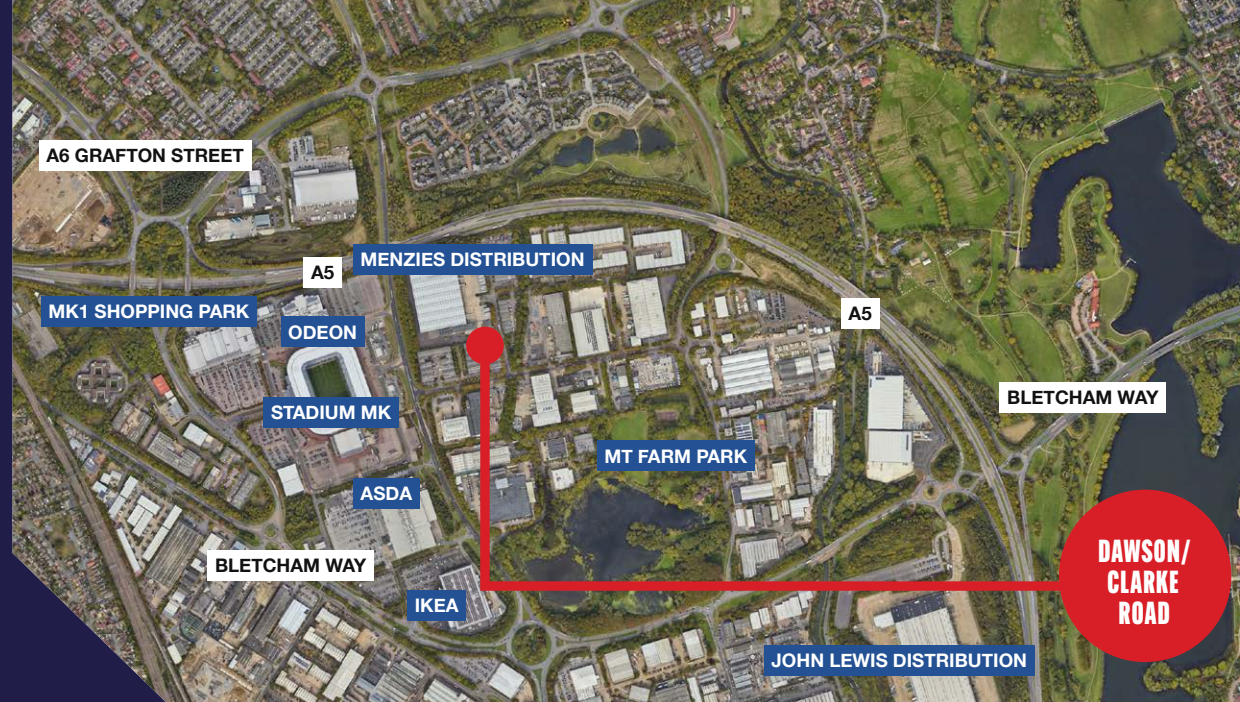 A6 GRAFTON STREET
MENZIES DISTRIBUTION
A5
MK1 SHOPPING PARK
A5
ODEON
BLETCHAM WAY
STADIUM MK
MT FARM PARK
ASDA
DAWSON/
CLARKE
ROAD
BLETCHAM WAY
IKEA
JOHN LEWIS DISTRIBUTION